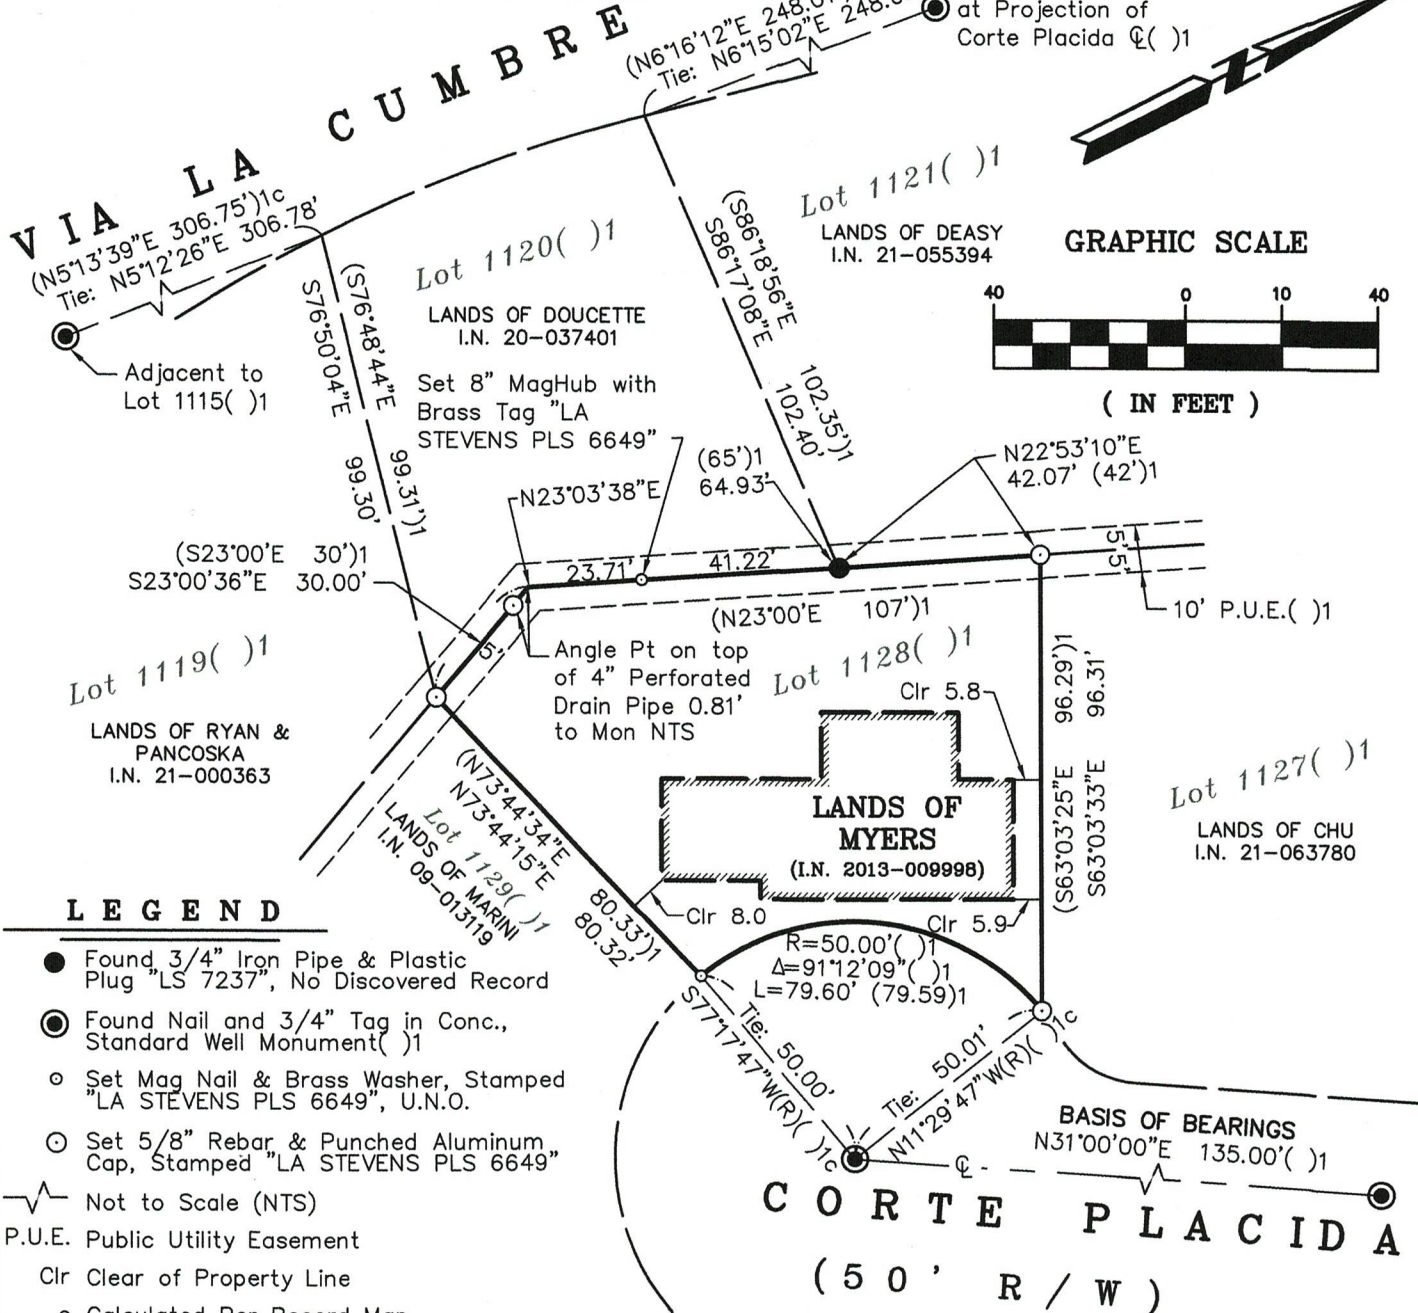 VIA LA CUMBRE
(N5°13'39"E 306.75')1c
Tie: N5°12'26"E 306.78'
Adjacent to
Lot 1115( )1
Tie: N6°15'02"E
at Projection of
Corte Placida ℄( )1
N
Lot 1120( )1
LANDS OF DOUCETTE
I.N. 20-037401
Set 8" MagHub with
Brass Tag "LA
STEVENS PLS 6649"
Lot 1121( )1
LANDS OF DEASY
I.N. 21-055394
GRAPHIC SCALE
40 0 10 40
( IN FEET )
(S76°48'44"E 99.31')1
S76°50'04"E 99.30'
(S86°18'56"E 102.35')1
S86°17'08"E 102.40'
N23°03'38"E
(65')1
64.93'
N22°53'10"E
42.07' (42')1
(S23°00'E 30')1
S23°00'36"E 30.00'
23.71' 41.22'
(N23°00'E 107')1
5' 5'
10' P.U.E.( )1
5'
Angle Pt on top
of 4" Perforated
Drain Pipe 0.81'
to Mon NTS
Lot 1119( )1
LANDS OF RYAN &
PANCOSKA
I.N. 21-000363
Lot 1128( )1
Clr 5.8
LANDS OF
MYERS
(I.N. 2013-009998)
Clr 8.0
Clr 5.9
(S63°03'25"E 96.29')1
S63°03'33"E 96.31'
Lot 1127( )1
LANDS OF CHU
I.N. 21-063780
(N73°44'34"E 80.33')1
N73°44'15"E 80.32'
Lot 1129( )1
LANDS OF MARINI
I.N. 09-013119
R=50.00'( )1
Δ=91°12'09"( )1
L=79.60' (79.59)1
Tie: 50.00'
S77°17'47"W(R)( )1c
Tie: 50.01'
N11°29'47"W(R)( )1c
BASIS OF BEARINGS
N31°00'00"E 135.00'( )1
℄
CORTE PLACIDA
(50' R/W)
LEGEND
Found 3/4" Iron Pipe & Plastic
Plug "LS 7237", No Discovered Record
Found Nail and 3/4" Tag in Conc.,
Standard Well Monument( )1
Set Mag Nail & Brass Washer, Stamped
"LA STEVENS PLS 6649", U.N.O.
Set 5/8" Rebar & Punched Aluminum
Cap, Stamped "LA STEVENS PLS 6649"
Not to Scale (NTS)
P.U.E. Public Utility Easement
Clr Clear of Property Line